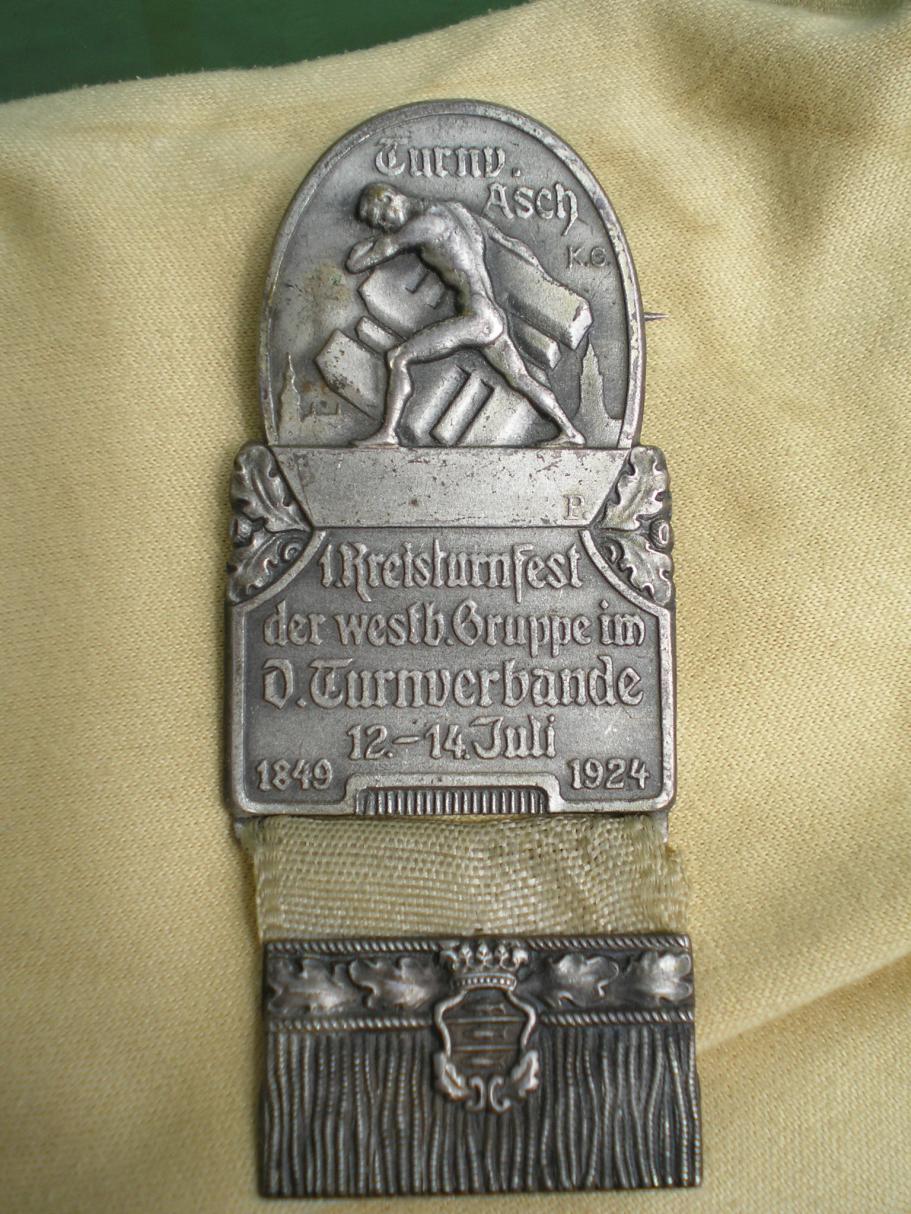 Turnv.
Asch
K.G.
P.
1. Kreisturnfest
der westb. Gruppe im
D. Turnverbande
12.-14. Juli
1849 1924